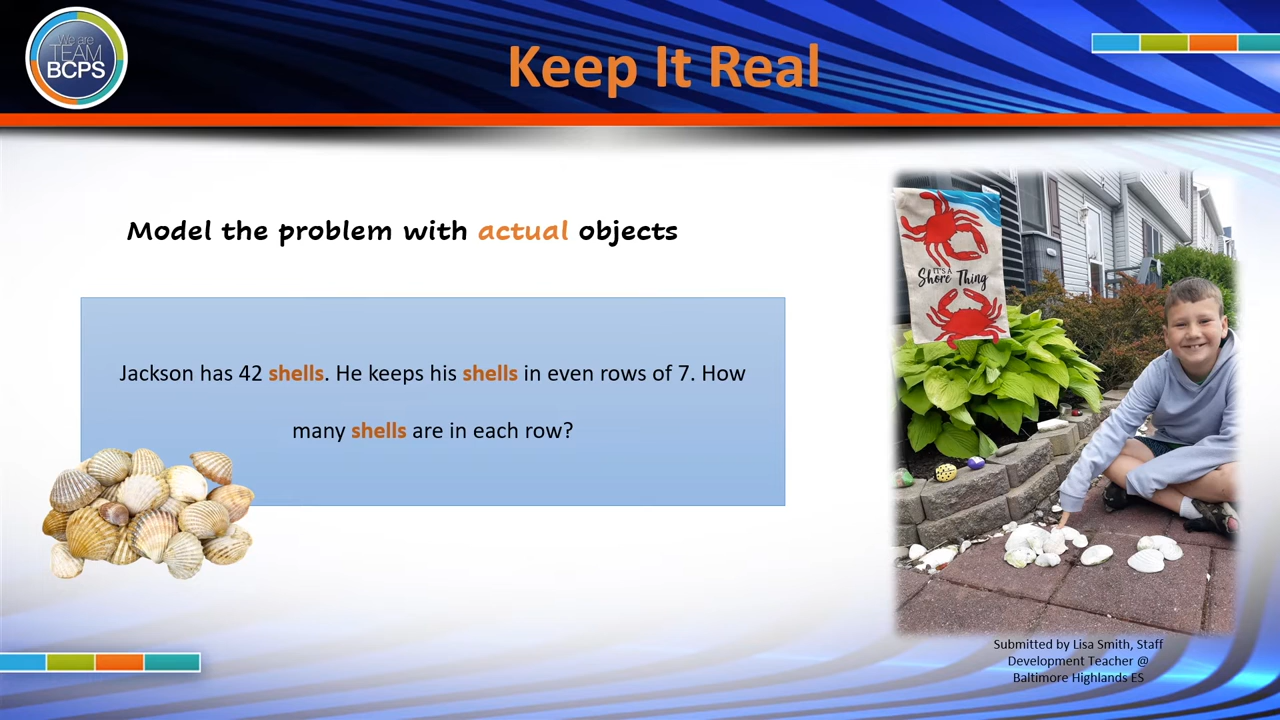 We are
TEAM
BCPS
Keep It Real
Model the problem with actual objects
Jackson has 42 shells. He keeps his shells in even rows of 7. How
many shells are in each row?
IT'S A
Shore Thing
Submitted by Lisa Smith, Staff
Development Teacher @
Baltimore Highlands ES